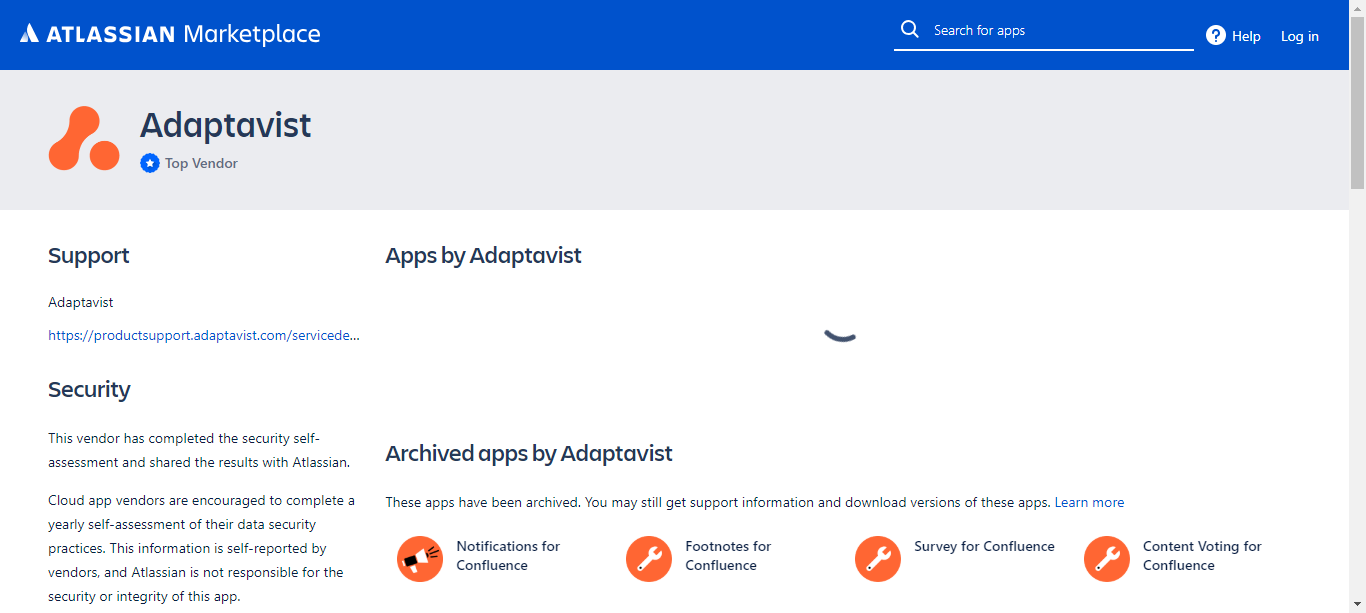 ATLASSIAN Marketplace
Search for apps
Help
Log in
Adaptavist
Top Vendor
Support
Adaptavist
https://productsupport.adaptavist.com/servicede...
Security
This vendor has completed the security self-
assessment and shared the results with Atlassian.
Cloud app vendors are encouraged to complete a
yearly self-assessment of their data security
practices. This information is self-reported by
vendors, and Atlassian is not responsible for the
security or integrity of this app.
Apps by Adaptavist
Archived apps by Adaptavist
These apps have been archived. You may still get support information and download versions of these apps. Learn more
Notifications for
Confluence
Footnotes for
Confluence
Survey for Confluence
Content Voting for
Confluence